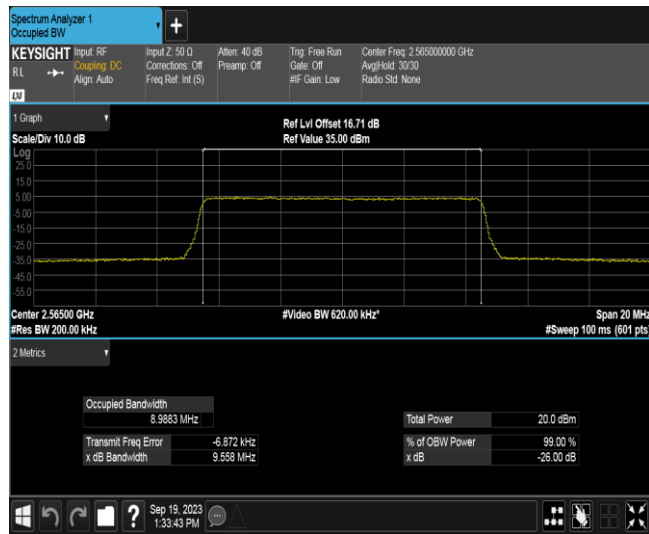 Spectrum Analyzer 1
Occupied BW
+
KEYSIGHT
R L
LXI
Input: RF
Coupling: DC
Align: Auto
Input Z: 50 Ω
Corrections: Off
Freq Ref: Int (S)
Atten: 40 dB
Preamp: Off
Trig: Free Run
Gate: Off
#IF Gain: Low
Center Freq: 2.565000000 GHz
Avg|Hold: 30/30
Radio Std: None
1 Graph
Scale/Div 10.0 dB
Ref Lvl Offset 16.71 dB
Ref Value 35.00 dBm
Log
25.0
15.0
5.00
-5.00
-15.0
-25.0
-35.0
-45.0
-55.0
Center 2.56500 GHz
#Res BW 200.00 kHz
#Video BW 620.00 kHz*
Span 20 MHz
#Sweep 100 ms (601 pts)
2 Metrics
Occupied Bandwidth
8.9883 MHz
Total Power 20.0 dBm
Transmit Freq Error -6.872 kHz
% of OBW Power 99.00 %
x dB Bandwidth 9.558 MHz
x dB -26.00 dB
?
Sep 19, 2023
1:33:43 PM